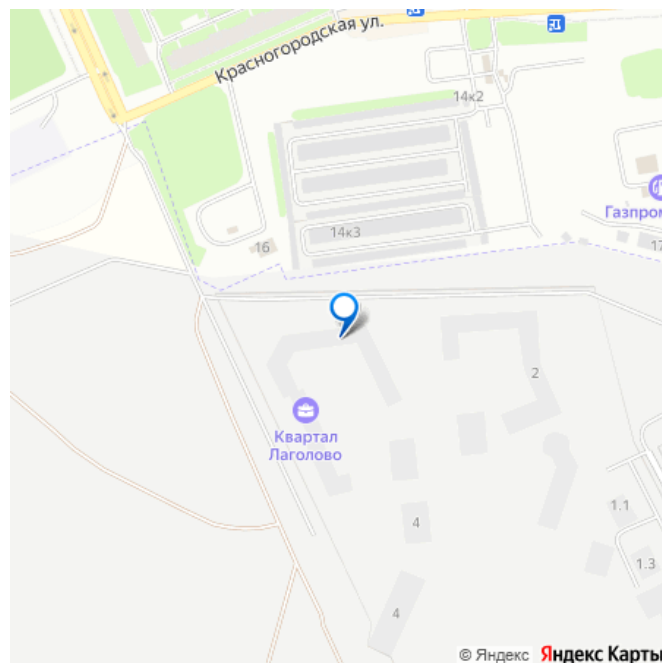 Красногородская ул.
14к2
Газпром
14к3
16
17
2
Квартал
Лаголово
1.1
4
1.3
4
© Яндекс Яндекс Карты